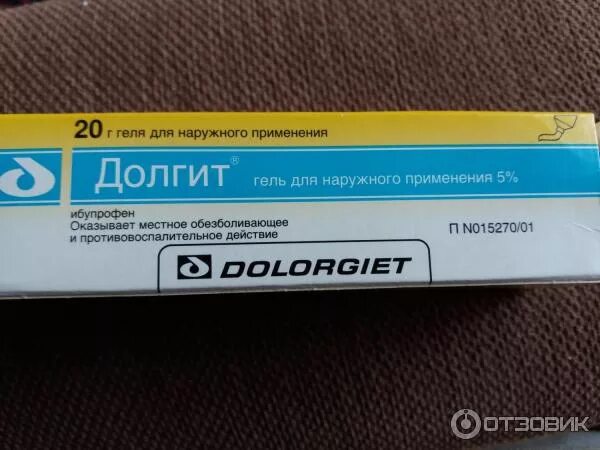 20 г геля для наружного применения
Долгит® гель для наружного применения 5%
ибупрофен
Оказывает местное обезболивающее
и противовоспалительное действие
П N015270/01
DOLORGIET
ОТЗОВИК